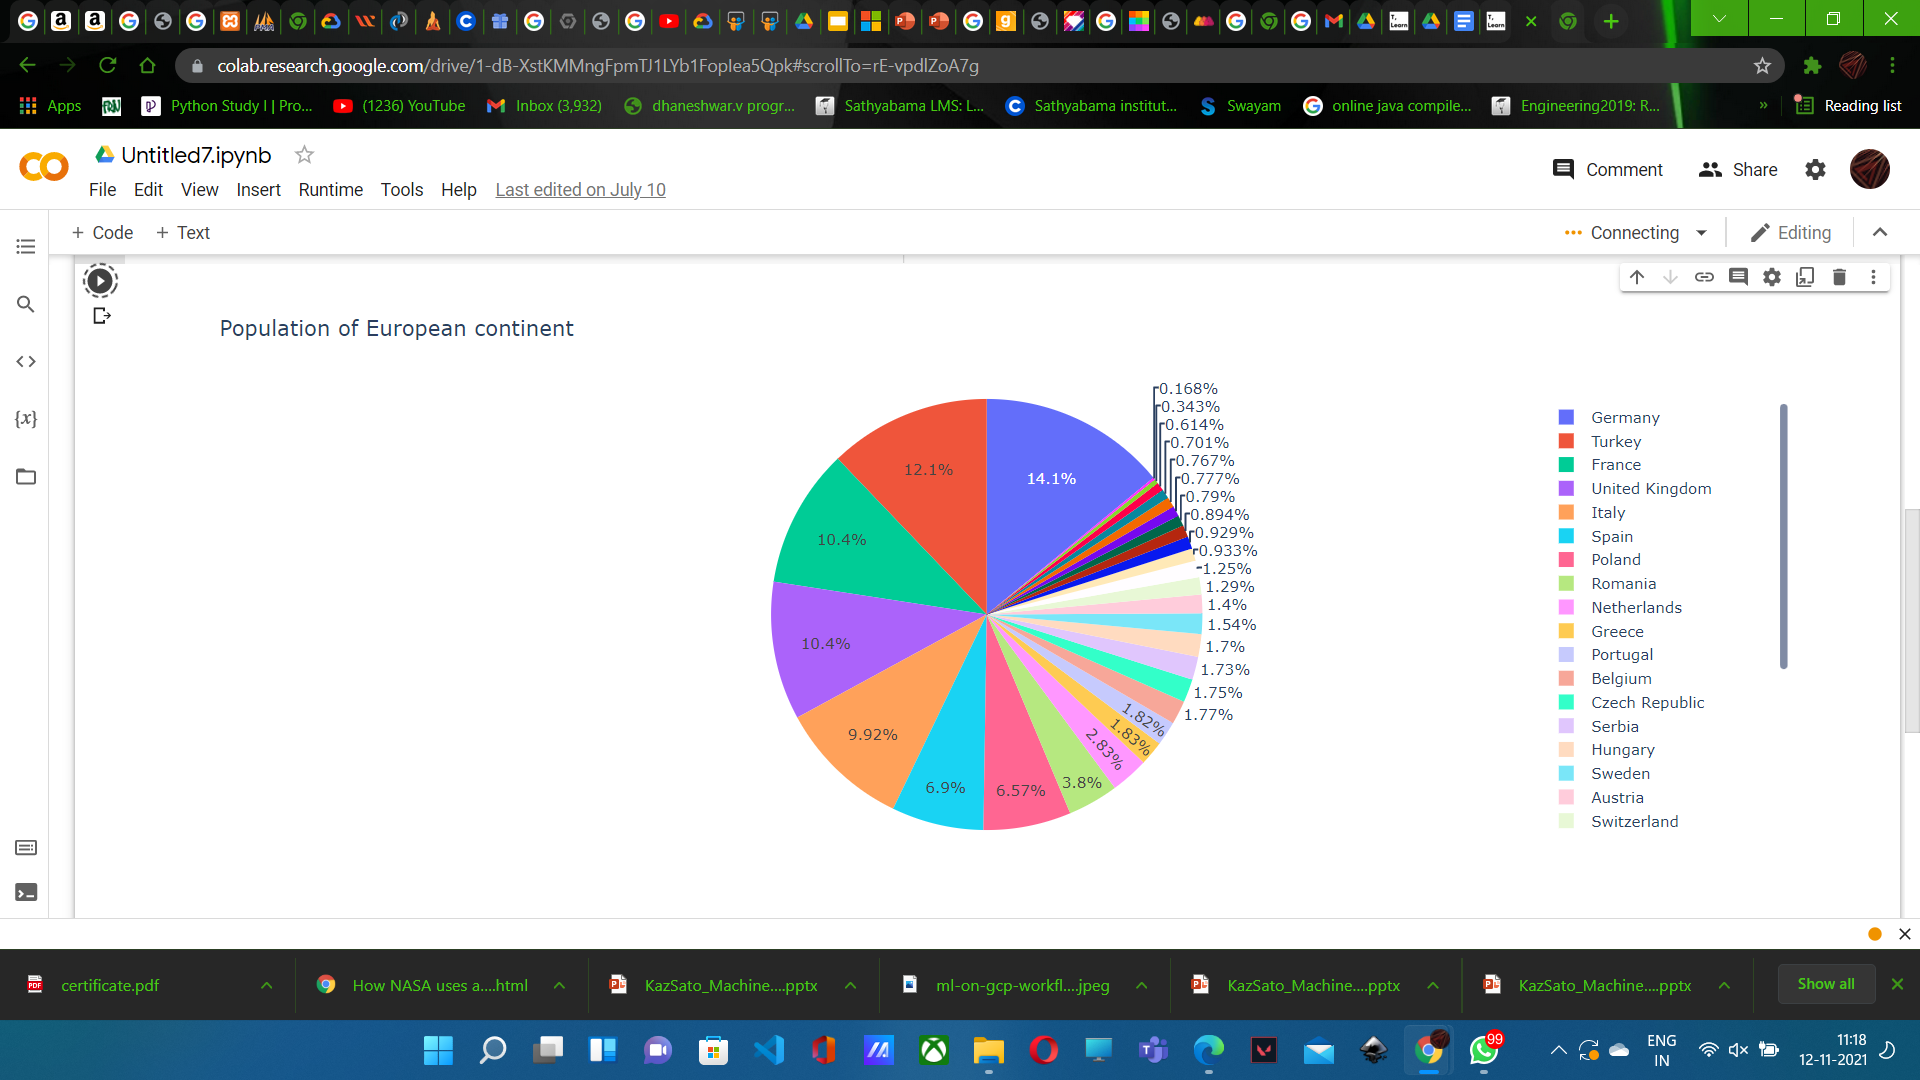 colab.research.google.com/drive/1-dB-XstKMMngFpmTJ1LYb1FopIea5Qpk#scrollTo=rE-vpdlZoA7g
Apps
Python Study I | Pro...
(1236) YouTube
Inbox (3,932)
dhaneshwar.v progr...
Sathyabama LMS: L...
Sathyabama institut...
Swayam
online java compile...
Engineering2019: R...
»
Reading list
Untitled7.ipynb
Comment
Share
File Edit View Insert Runtime Tools Help Last edited on July 10
+ Code + Text
Connecting
Editing
Population of European continent
0.168%
0.343%
0.614%
0.701%
0.767%
0.777%
0.79%
0.894%
0.929%
0.933%
1.25%
1.29%
1.4%
1.54%
1.7%
1.73%
1.75%
1.77%
1.82%
1.83%
2.83%
3.8%
6.57%
6.9%
9.92%
10.4%
10.4%
12.1%
14.1%
Germany
Turkey
France
United Kingdom
Italy
Spain
Poland
Romania
Netherlands
Greece
Portugal
Belgium
Czech Republic
Serbia
Hungary
Sweden
Austria
Switzerland
certificate.pdf
How NASA uses a....html
KazSato_Machine....pptx
ml-on-gcp-workfl....jpeg
KazSato_Machine....pptx
KazSato_Machine....pptx
Show all
99
ENG
IN
11:18
12-11-2021